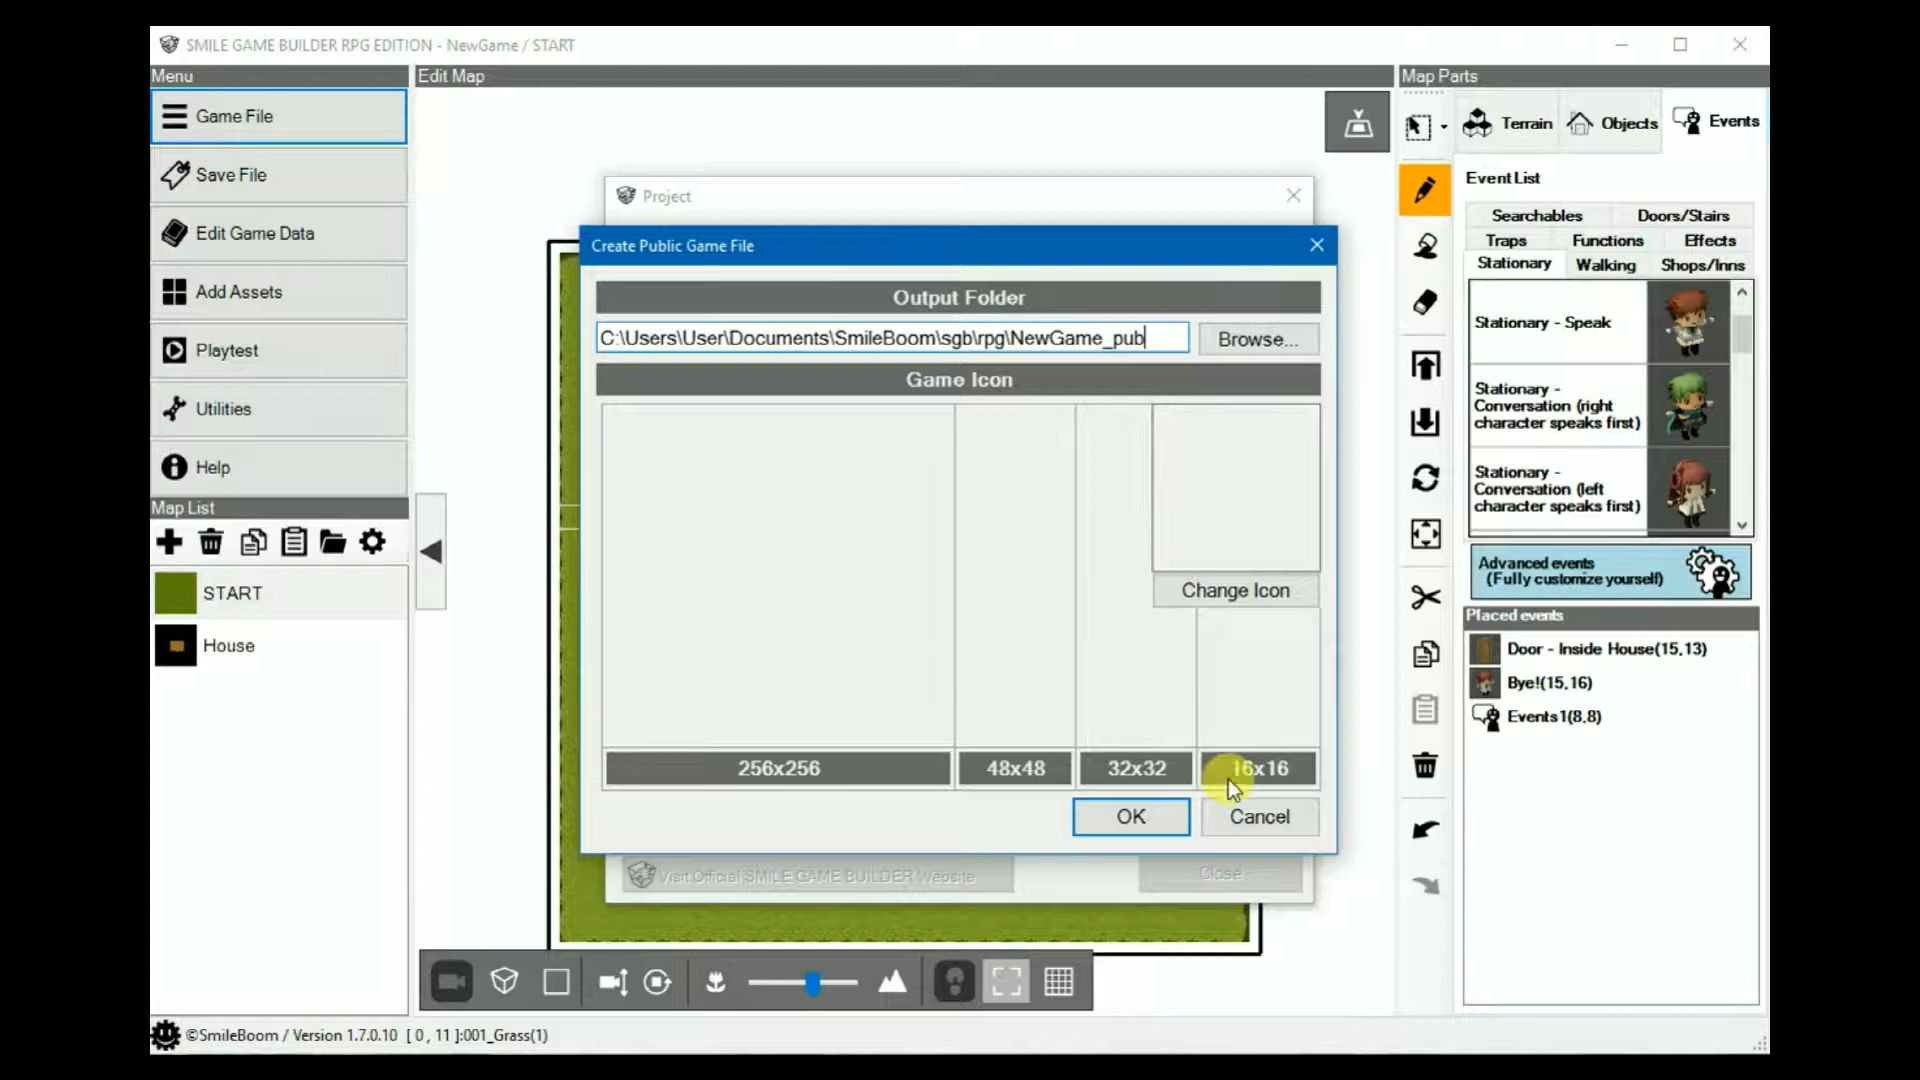 SMILE GAME BUILDER RPG EDITION - NewGame / START
Menu
Edit Map
Map Parts
Game File
Save File
Edit Game Data
Add Assets
Playtest
Utilities
Help
Map List
START
House
Project
Create Public Game File
Output Folder
C:\Users\User\Documents\SmileBoom\sgb\rpg\NewGame_pub
Browse...
Game Icon
Change Icon
256x256
48x48
32x32
16x16
OK
Cancel
Visit Official SMILE GAME BUILDER Website
Close
Terrain
Objects
Events
Event List
Searchables
Doors/Stairs
Traps
Functions
Effects
Stationary
Walking
Shops/Inns
Stationary - Speak
Stationary -
Conversation (right
character speaks first)
Stationary -
Conversation (left
character speaks first)
Advanced events
(Fully customize yourself)
Placed events
Door - Inside House(15,13)
Bye!(15,16)
Events1(8,8)
©SmileBoom / Version 1.7.0.10 [ 0 , 11 ]:001_Grass(1)